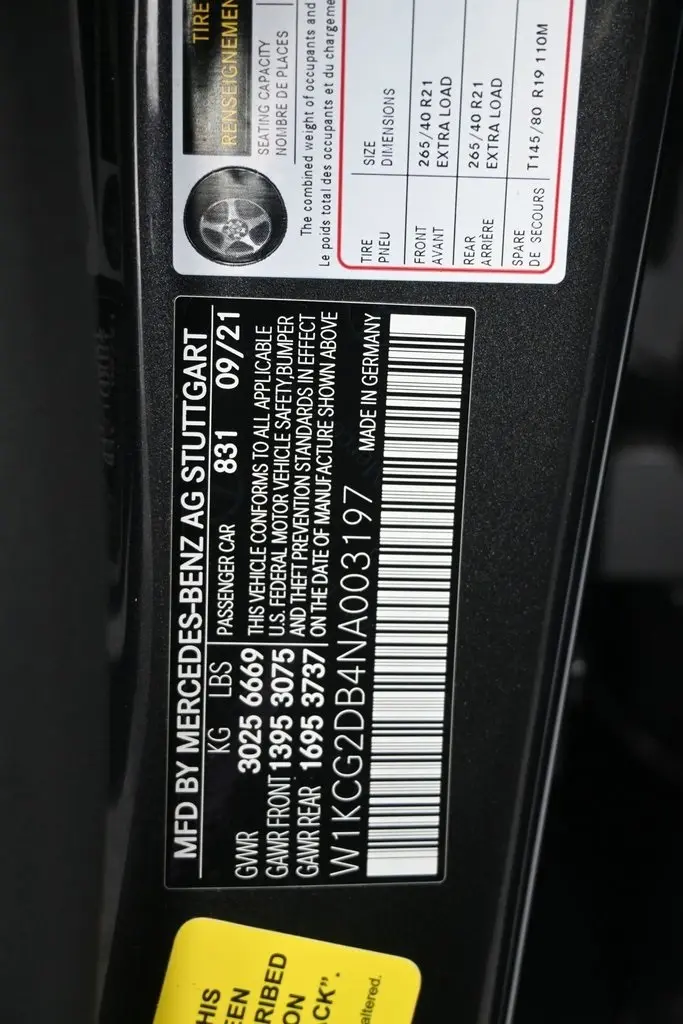 TIRE
RENSEIGNEMEN
SEATING CAPACITY
NOMBRE DE PLACES
The combined weight of occupants and
Le poids total des occupants et du chargeme
TIRE SIZE
PNEU DIMENSIONS
FRONT 265/40 R21
AVANT EXTRA LOAD
REAR 265/40 R21
ARRIÈRE EXTRA LOAD
SPARE T145/80 R19 110M
DE SECOURS
MFD BY MERCEDES-BENZ AG STUTTGART
KG LBS PASSENGER CAR 831 09/21
GVWR 3025 6669 THIS VEHICLE CONFORMS TO ALL APPLICABLE
GAWR FRONT 1395 3075 U.S. FEDERAL MOTOR VEHICLE SAFETY,BUMPER
AND THEFT PREVENTION STANDARDS IN EFFECT
GAWR REAR 1695 3737 ON THE DATE OF MANUFACTURE SHOWN ABOVE
W1KCG2DB4NA003197 MADE IN GERMANY
HIS
EEN
RIBED
ON
CK".
altered.